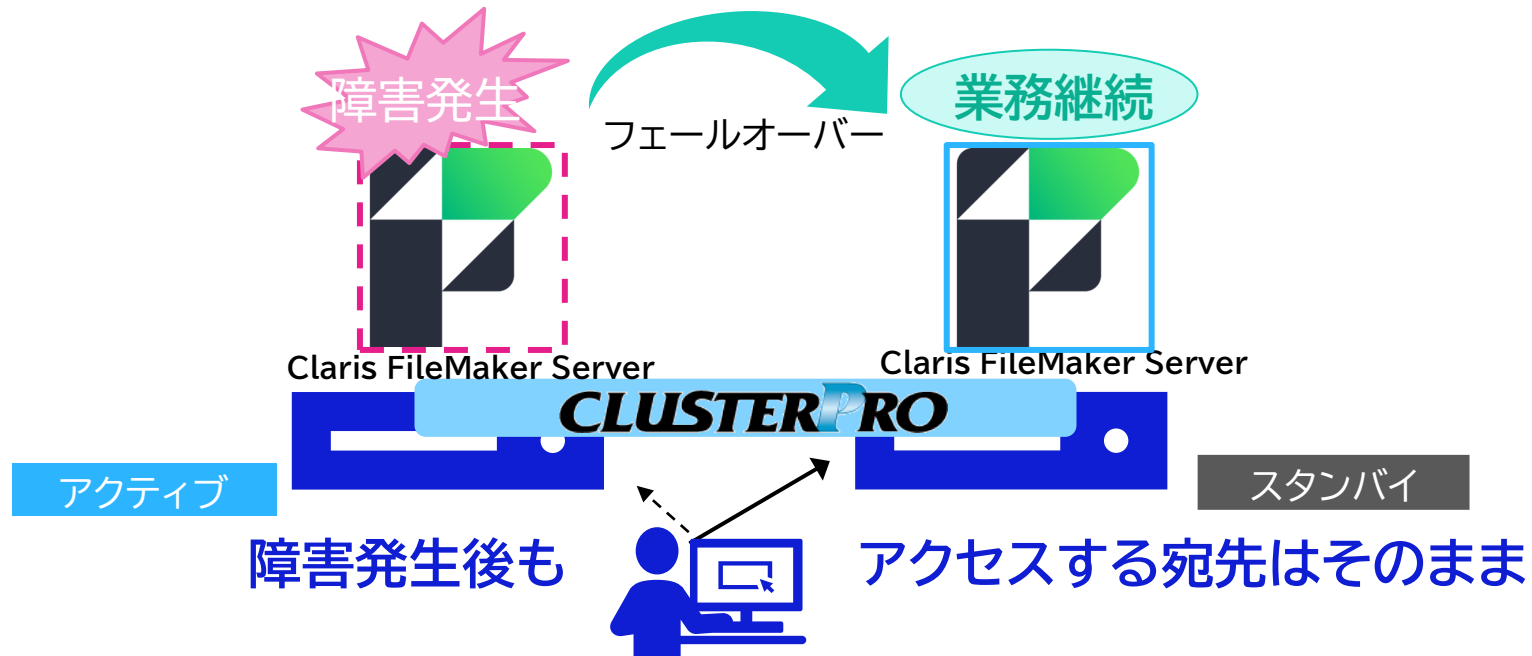 障害発生
フェールオーバー
業務継続
Claris FileMaker Server
Claris FileMaker Server
CLUSTERPRO
アクティブ
スタンバイ
障害発生後も
アクセスする宛先はそのまま